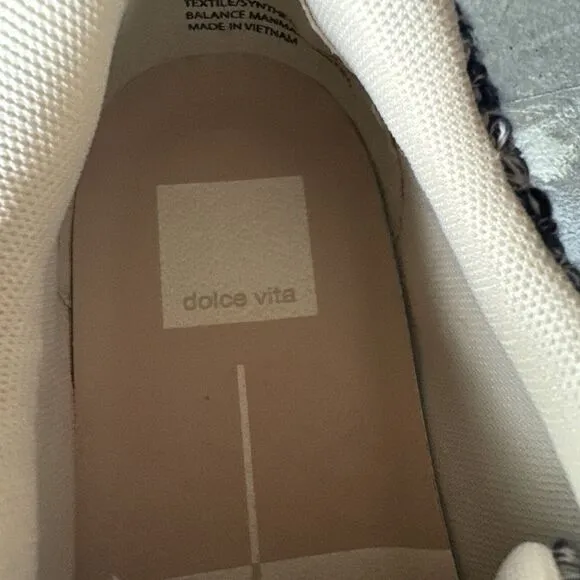 TEXTILE/SYNTHE
BALANCE MANMA
MADE IN VIETNAM
dolce vita